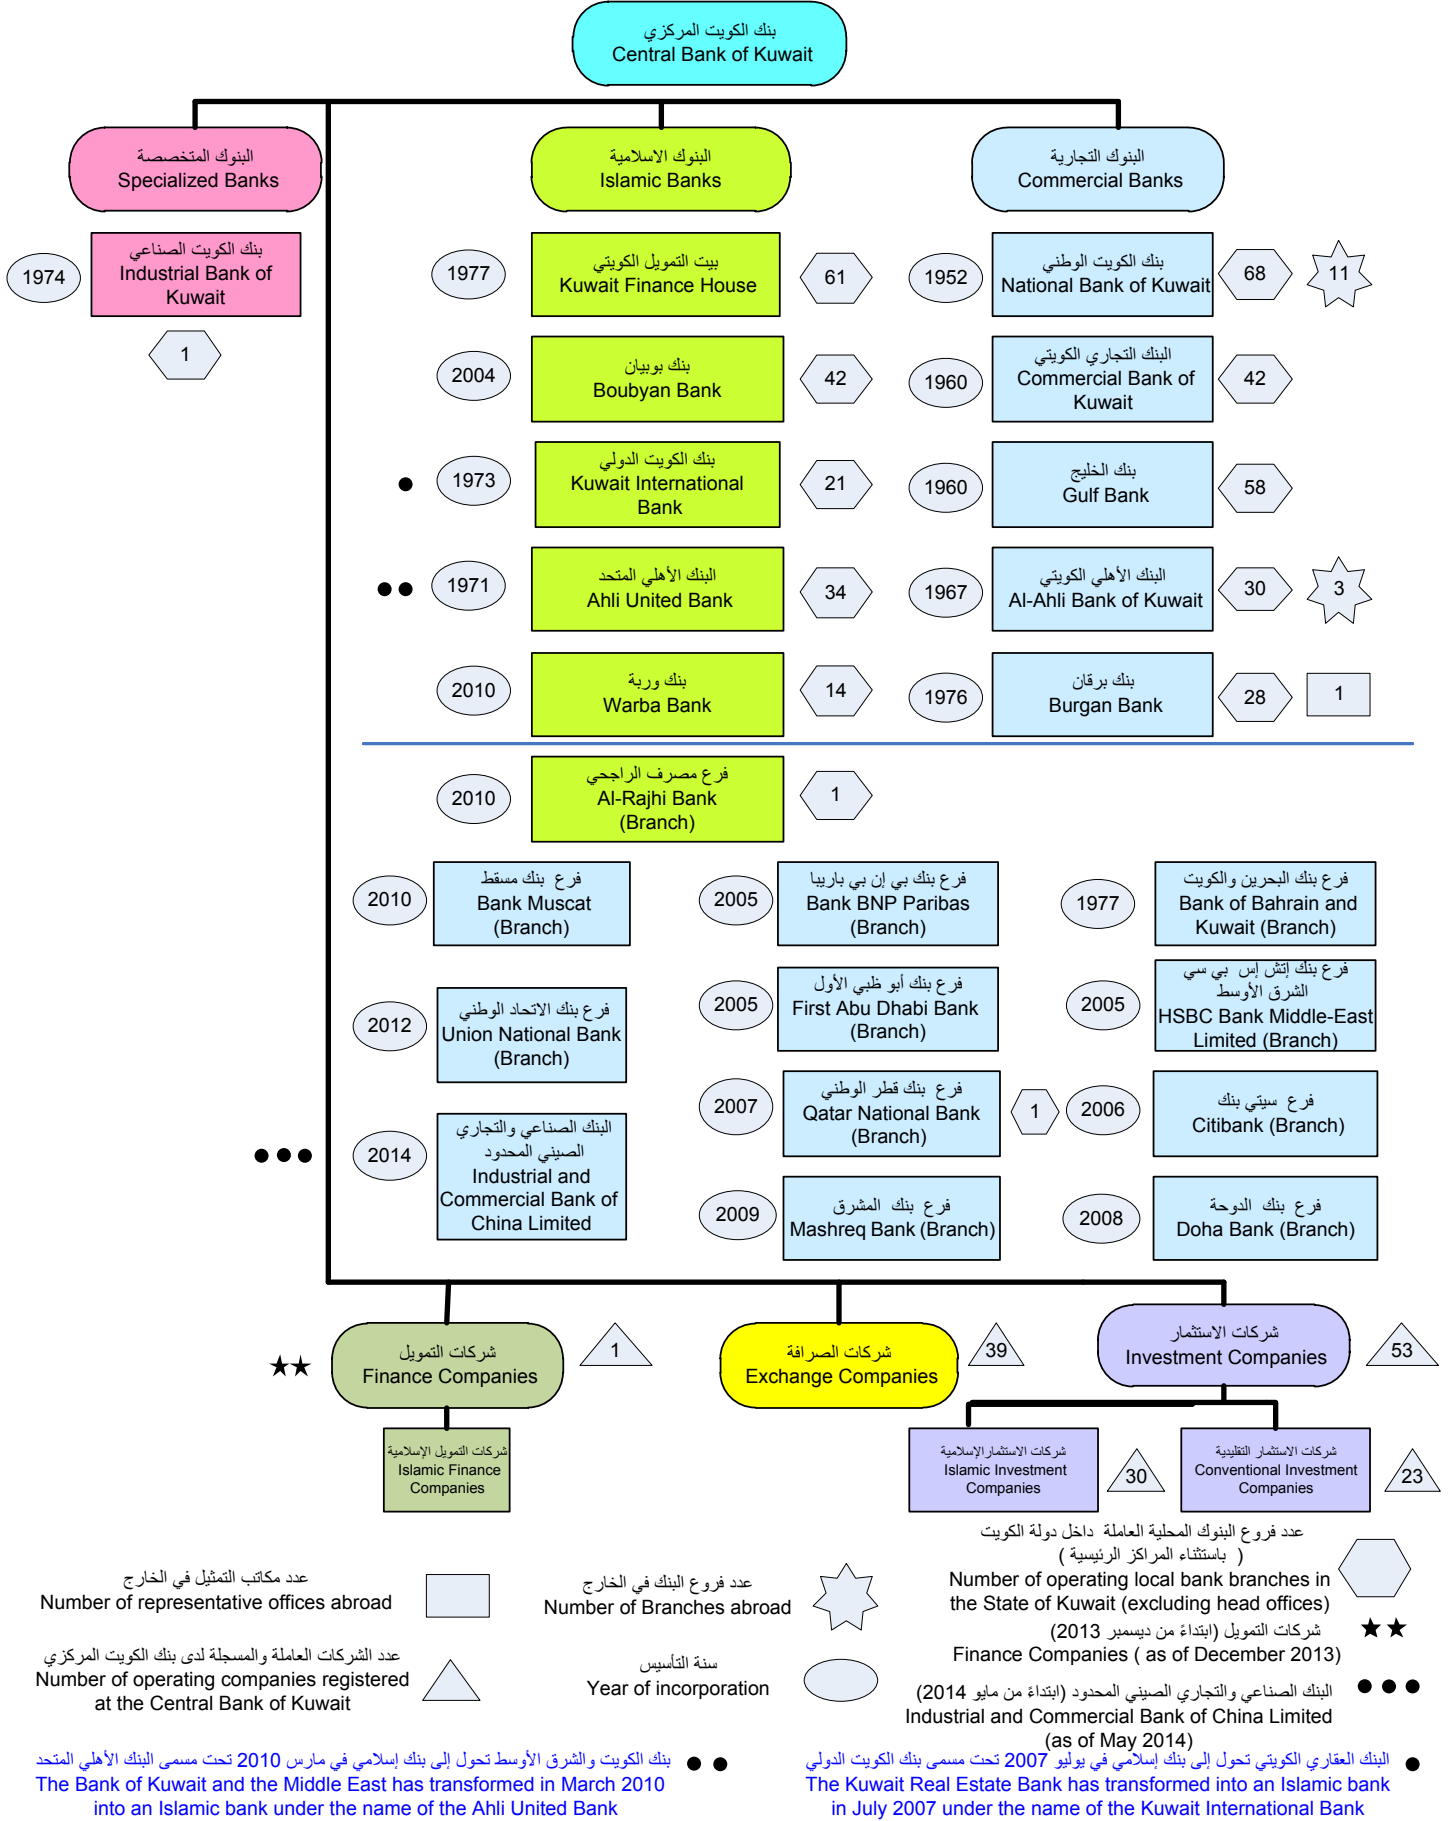 بنك الكويت المركزي
Central Bank of Kuwait
البنوك المتخصصة
Specialized Banks
البنوك الاسلامية
Islamic Banks
البنوك التجارية
Commercial Banks
1974
بنك الكويت الصناعي
Industrial Bank of
Kuwait
1
1977
بيت التمويل الكويتي
Kuwait Finance House
61
1952
بنك الكويت الوطني
National Bank of Kuwait
68
11
2004
بنك بوبيان
Boubyan Bank
42
1960
البنك التجاري الكويتي
Commercial Bank of
Kuwait
42
1973
بنك الكويت الدولي
Kuwait International
Bank
21
1960
بنك الخليج
Gulf Bank
58
1971
البنك الأهلي المتحد
Ahli United Bank
34
1967
البنك الأهلي الكويتي
Al-Ahli Bank of Kuwait
30
3
2010
بنك وربة
Warba Bank
14
1976
بنك برقان
Burgan Bank
28
1
2010
فرع مصرف الراجحي
Al-Rajhi Bank
(Branch)
1
2010
فرع بنك مسقط
Bank Muscat
(Branch)
2005
فرع بنك بي إن بي باريبا
Bank BNP Paribas
(Branch)
1977
فرع بنك البحرين والكويت
Bank of Bahrain and
Kuwait (Branch)
2012
فرع بنك الاتحاد الوطني
Union National Bank
(Branch)
2005
فرع بنك أبو ظبي الأول
First Abu Dhabi Bank
(Branch)
2005
فرع بنك إتش إس بي سي
الشرق الأوسط
HSBC Bank Middle-East
Limited (Branch)
2014
البنك الصناعي والتجاري
الصيني المحدود
Industrial and
Commercial Bank of
China Limited
2007
فرع بنك قطر الوطني
Qatar National Bank
(Branch)
1
2006
فرع سيتي بنك
Citibank (Branch)
2009
فرع بنك المشرق
Mashreq Bank (Branch)
2008
فرع بنك الدوحة
Doha Bank (Branch)
شركات التمويل
Finance Companies
1
شركات الصرافة
Exchange Companies
39
شركات الاستثمار
Investment Companies
53
شركات التمويل الإسلامية
Islamic Finance
Companies
شركات الاستثمار الإسلامية
Islamic Investment
Companies
30
شركات الاستثمار التقليدية
Conventional Investment
Companies
23
عدد فروع البنوك المحلية العاملة داخل دولة الكويت
( باستثناء المراكز الرئيسية )
Number of operating local bank branches in
the State of Kuwait (excluding head offices)
عدد مكاتب التمثيل في الخارج
Number of representative offices abroad
عدد فروع البنك في الخارج
Number of Branches abroad
شركات التمويل (ابتداءً من ديسمبر 2013)
Finance Companies ( as of December 2013)
عدد الشركات العاملة والمسجلة لدى بنك الكويت المركزي
Number of operating companies registered
at the Central Bank of Kuwait
سنة التأسيس
Year of incorporation
البنك الصناعي والتجاري الصيني المحدود (ابتداءً من مايو 2014)
Industrial and Commercial Bank of China Limited
(as of May 2014)
بنك الكويت والشرق الأوسط تحول إلى بنك إسلامي في مارس 2010 تحت مسمى البنك الأهلي المتحد
The Bank of Kuwait and the Middle East has transformed in March 2010
into an Islamic bank under the name of the Ahli United Bank
البنك العقاري الكويتي تحول إلى بنك إسلامي في يوليو 2007 تحت مسمى بنك الكويت الدولي
The Kuwait Real Estate Bank has transformed into an Islamic bank
in July 2007 under the name of the Kuwait International Bank